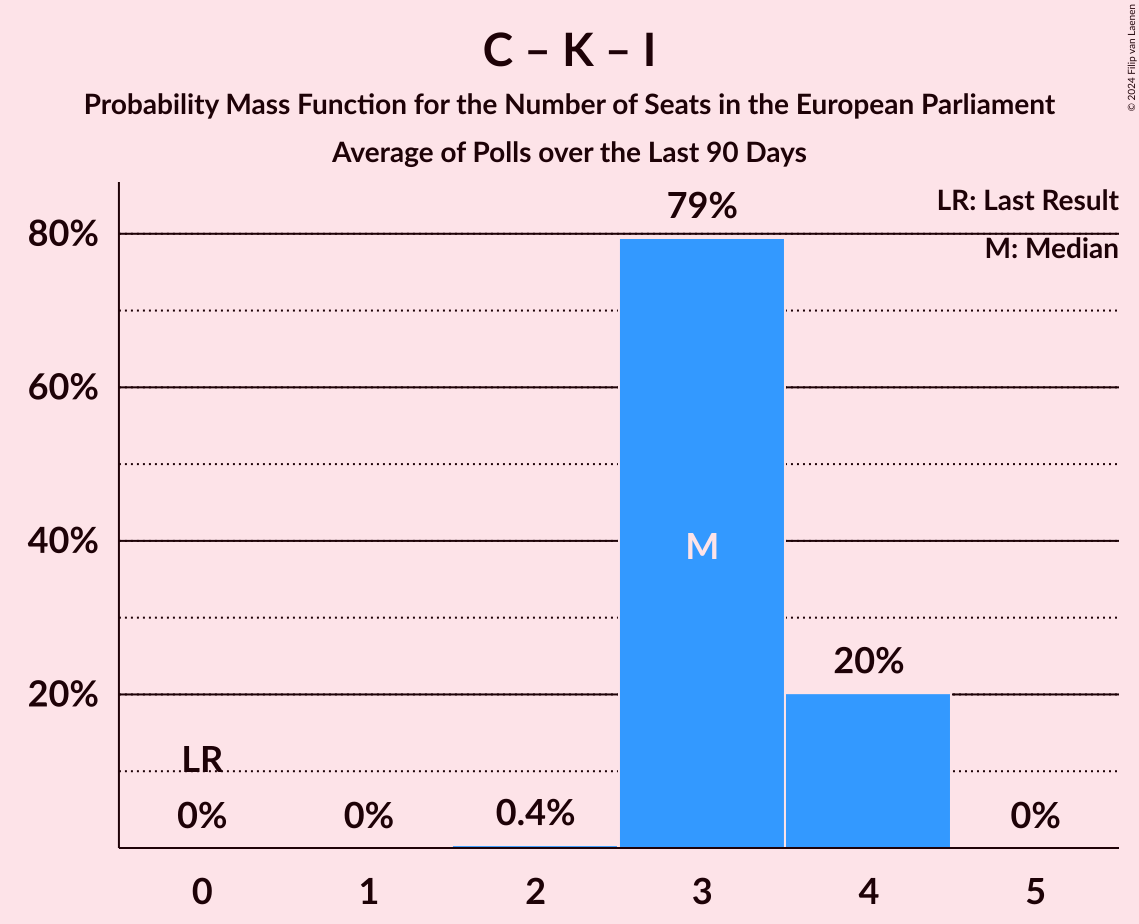 C – K – I
Probability Mass Function for the Number of Seats in the European Parliament
Average of Polls over the Last 90 Days
© 2024 Filip van Laenen
LR: Last Result
M: Median
79%
80%
60%
40%
M
20%
20%
LR
0%
0%
0.4%
0%
0
1
2
3
4
5